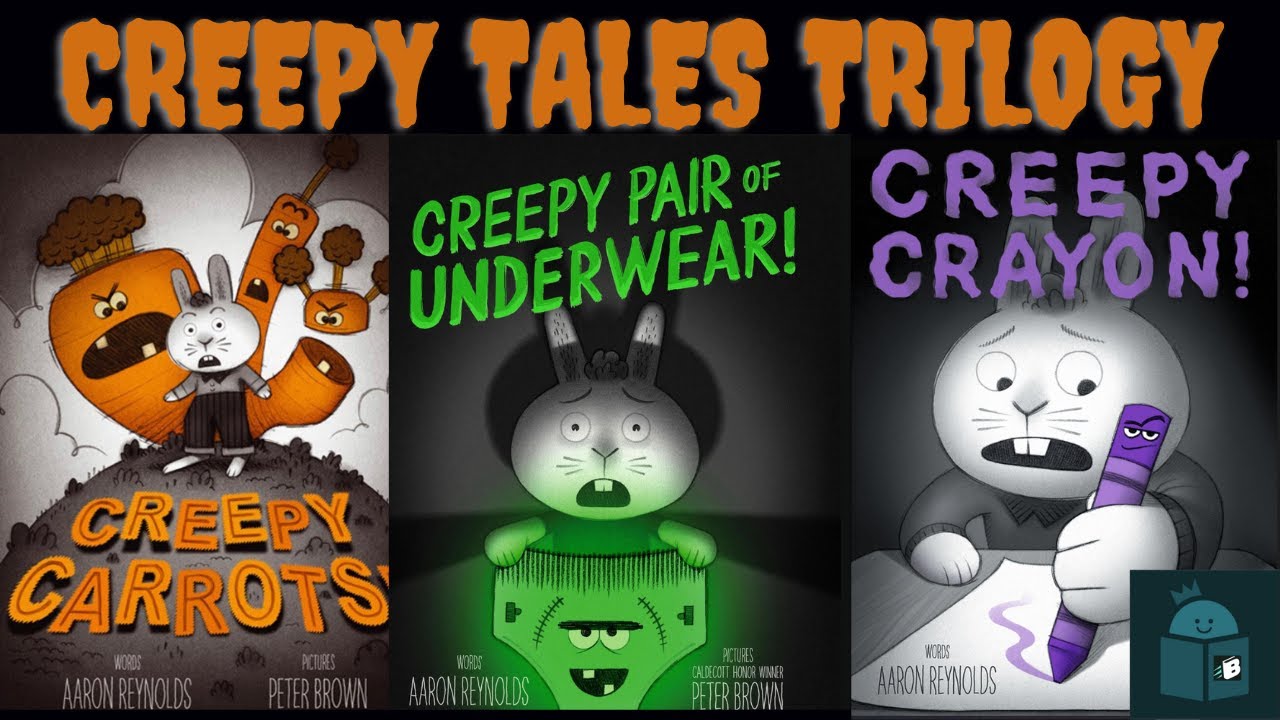 CREEPY TALES TRILOGY
CREEPY
CARROTS!
WORDS
AARON REYNOLDS
PICTURES
PETER BROWN
CREEPY PAIR OF
UNDERWEAR!
WORDS
AARON REYNOLDS
PICTURES
CALDECOTT HONOR WINNER
PETER BROWN
CREEPY
CRAYON!
WORDS
AARON REYNOLDS
B